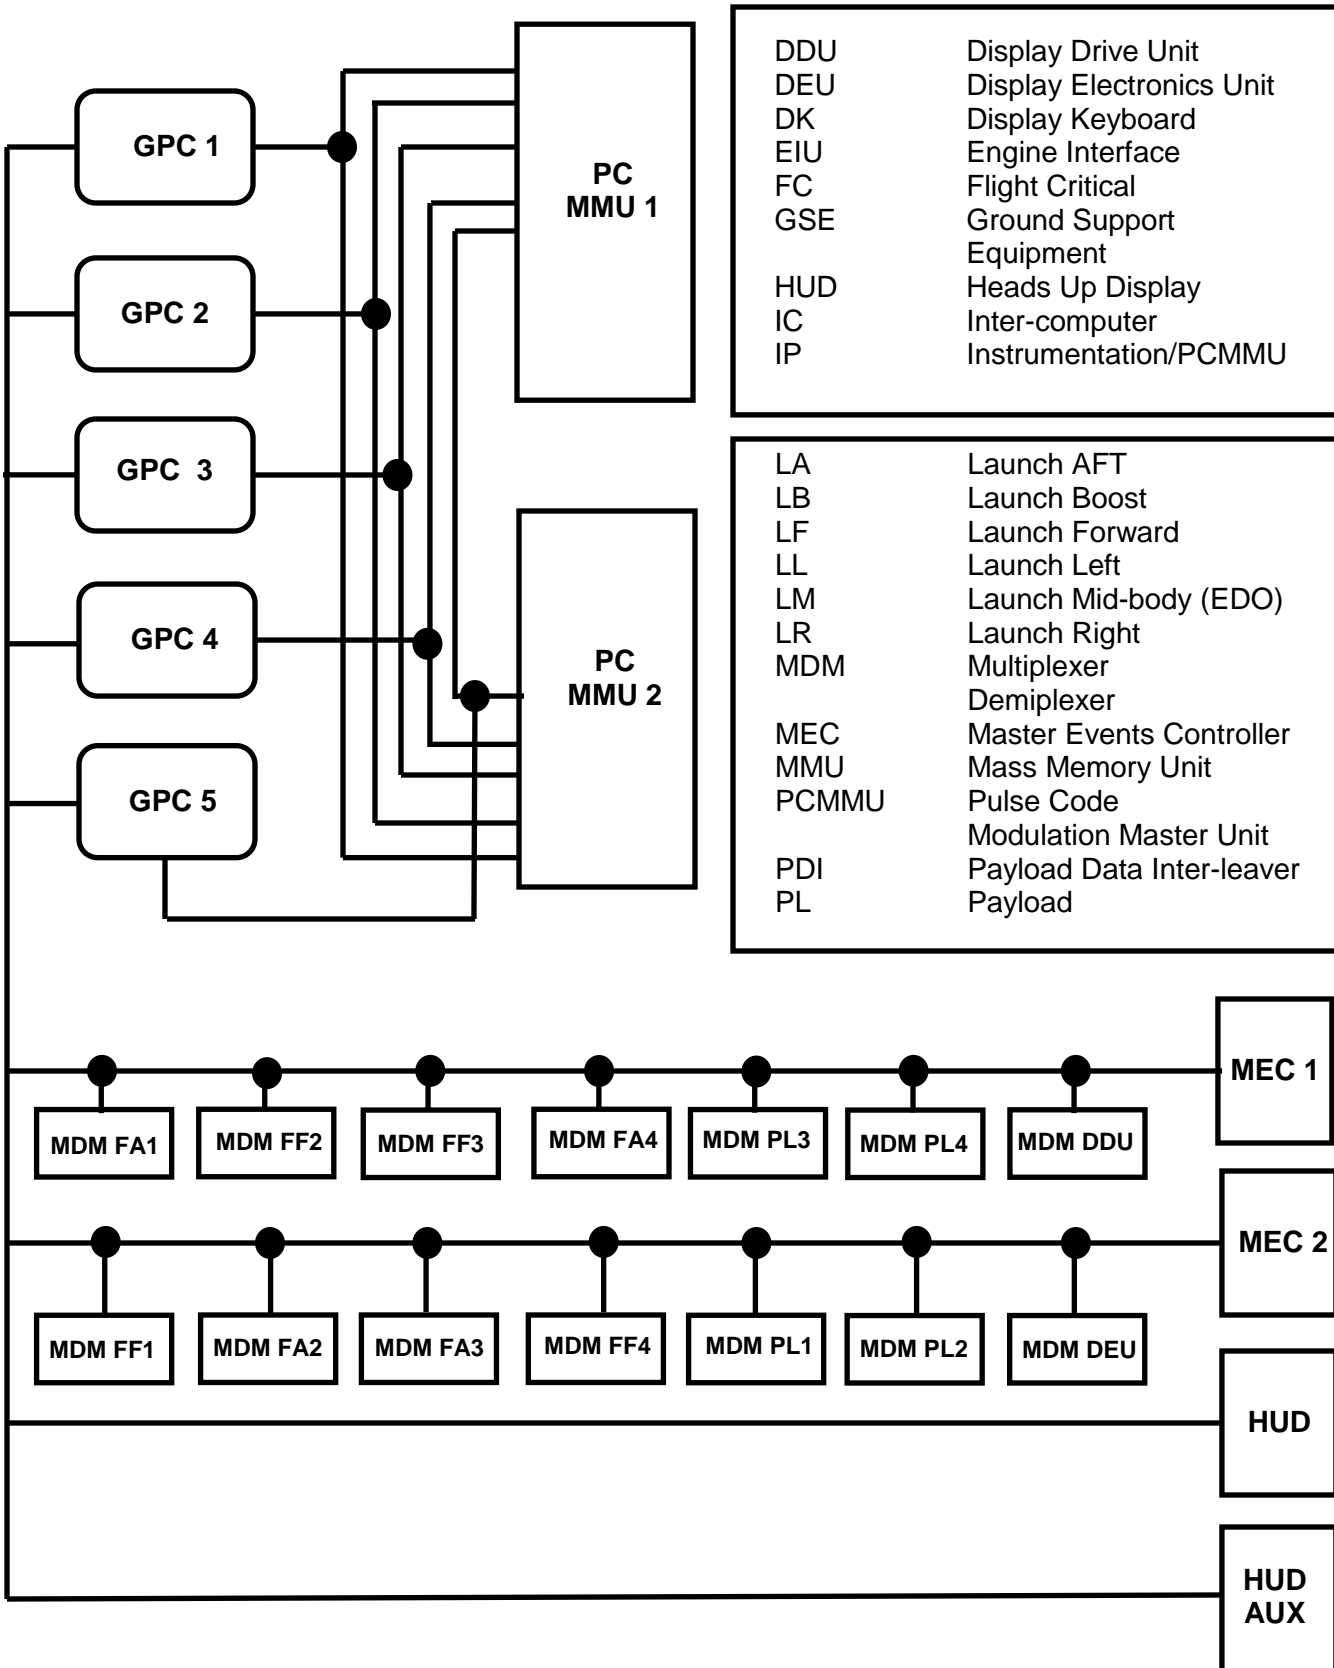 GPC 1
GPC 2
GPC 3
GPC 4
GPC 5
PC
MMU 1
PC
MMU 2
DDU Display Drive Unit
DEU Display Electronics Unit
DK Display Keyboard
EIU Engine Interface
FC Flight Critical
GSE Ground Support
Equipment
HUD Heads Up Display
IC Inter-computer
IP Instrumentation/PCMMU
LA Launch AFT
LB Launch Boost
LF Launch Forward
LL Launch Left
LM Launch Mid-body (EDO)
LR Launch Right
MDM Multiplexer
Demiplexer
MEC Master Events Controller
MMU Mass Memory Unit
PCMMU Pulse Code
Modulation Master Unit
PDI Payload Data Inter-leaver
PL Payload
MEC 1
MDM FA1 MDM FF2 MDM FF3 MDM FA4 MDM PL3 MDM PL4 MDM DDU
MEC 2
MDM FF1 MDM FA2 MDM FA3 MDM FF4 MDM PL1 MDM PL2 MDM DEU
HUD
HUD
AUX